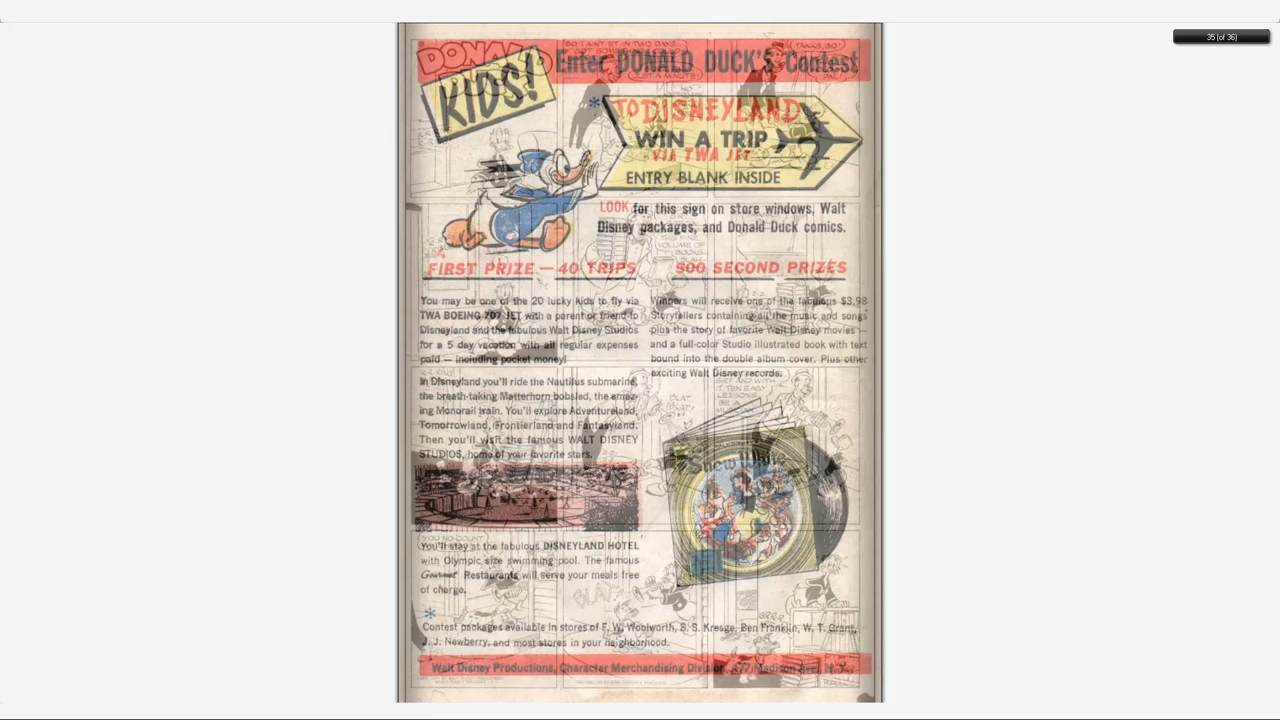 35 (of 36)
DONALD
Enter DONALD DUCK'S Contest
KIDS!
* TO DISNEYLAND
WIN A TRIP
VIA TWA JET
ENTRY BLANK INSIDE
LOOK for this sign on store windows, Walt
Disney packages, and Donald Duck comics.
FIRST PRIZE — 40 TRIPS
You may be one of the 20 lucky kids to fly via
TWA BOEING 707 JET with a parent or friend to
Disneyland and the fabulous Walt Disney Studios
for a 5 day vacation with all regular expenses
paid — including pocket money!
In Disneyland you'll ride the Nautilus submarine,
the breath-taking Matterhorn bobsled, the amaz-
ing Monorail train. You'll explore Adventureland,
Tomorrowland, Frontierland and Fantasyland.
Then you'll visit the famous WALT DISNEY
STUDIOS, home of your favorite stars.
You'll stay at the fabulous DISNEYLAND HOTEL
with Olympic size swimming pool. The famous
Gourmet Restaurants will serve your meals free
of charge.
500 SECOND PRIZES
Winners will receive one of the fabulous $3.98
Storytellers containing all the music and songs
plus the story of favorite Walt Disney movies —
and a full-color Studio illustrated book with text
bound into the double album cover. Plus other
exciting Walt Disney records.
Snow White
*
Contest packages available in stores of F. W. Woolworth, S. S. Kresge, Ben Franklin, W. T. Grant,
J. J. Newberry, and most stores in your neighborhood.
Walt Disney Productions, Character Merchandising Division, 477 Madison Ave., N. Y.